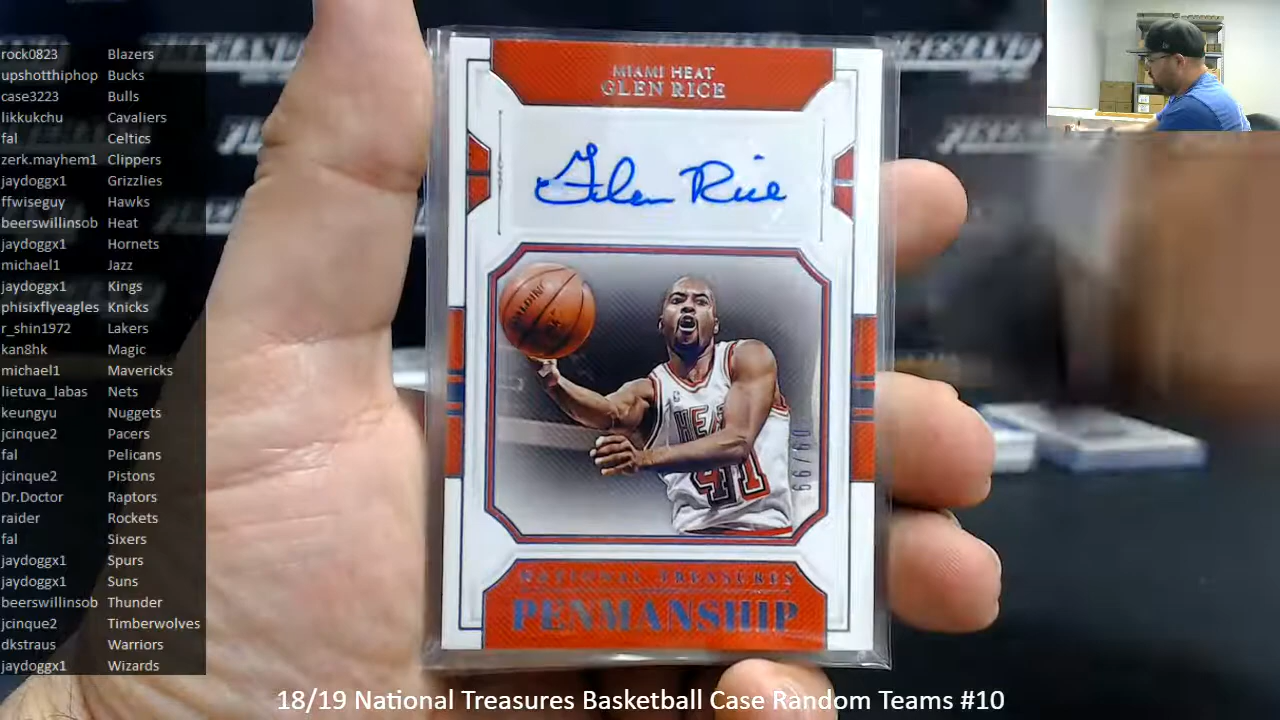 rock0823 Blazers
upshotthiphop Bucks
case3223 Bulls
likkukchu Cavaliers
fal Celtics
zerk.mayhem1 Clippers
jaydoggx1 Grizzlies
ffwiseguy Hawks
beerswillinsob Heat
jaydoggx1 Hornets
michael1 Jazz
jaydoggx1 Kings
phisixflyeagles Knicks
r_shin1972 Lakers
kan8hk Magic
michael1 Mavericks
lietuva_labas Nets
keungyu Nuggets
jcinque2 Pacers
fal Pelicans
jcinque2 Pistons
Dr.Doctor Raptors
raider Rockets
fal Sixers
jaydoggx1 Spurs
jaydoggx1 Suns
beerswillinsob Thunder
jcinque2 Timberwolves
dkstraus Warriors
jaydoggx1 Wizards
MIAMI HEAT
GLEN RICE
Glen Rice
SPALDING
HEAT
41
NATIONAL TREASURES
PENMANSHIP
18/19 National Treasures Basketball Case Random Teams #10